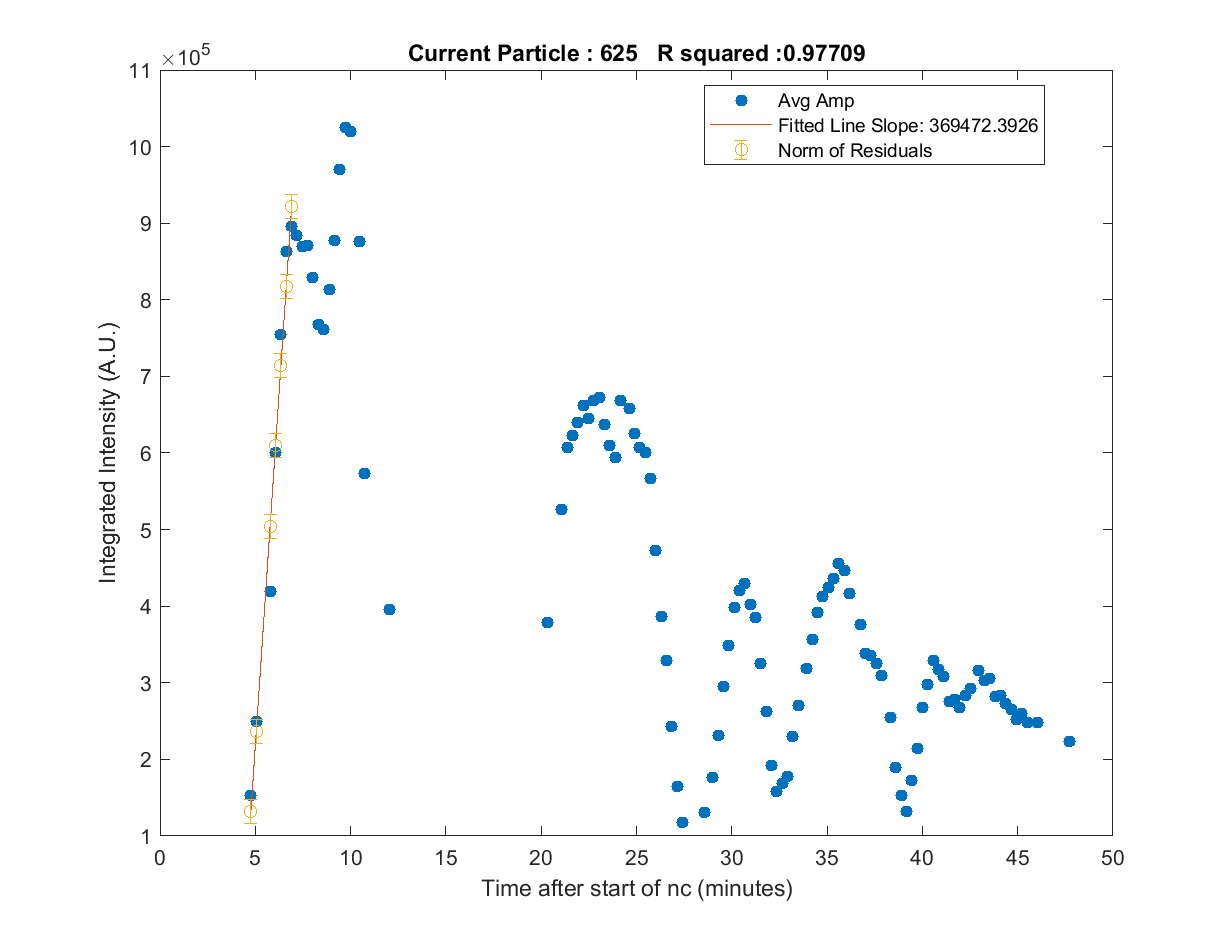 Current Particle : 625 R squared :0.97709
×10^5
11
10
9
8
7
6
5
4
3
2
1
Integrated Intensity (A.U.)
Avg Amp
Fitted Line Slope: 369472.3926
Norm of Residuals
0 5 10 15 20 25 30 35 40 45 50
Time after start of nc (minutes)